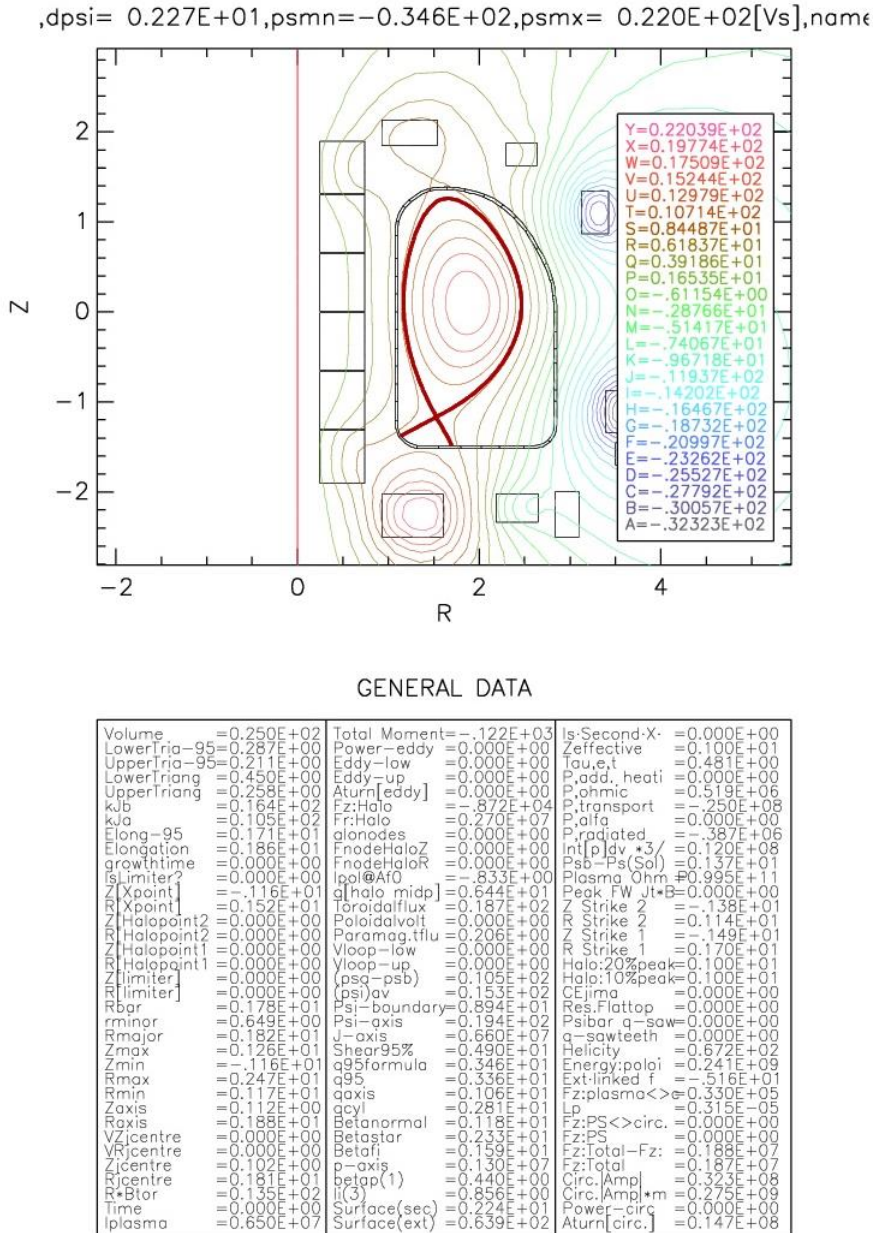 ,dpsi= 0.227E+01,psmn=-0.346E+02,psmx= 0.220E+02[Vs],name
2
1
0
-1
-2
Z
-2
0
2
4
R
Y=0.22039E+02
X=0.19774E+02
W=0.17509E+02
V=0.15244E+02
U=0.12979E+02
T=0.10714E+02
S=0.84487E+01
R=0.61837E+01
Q=0.39186E+01
P=0.16535E+01
O=-.61154E+00
N=-.28766E+01
M=-.51417E+01
L=-.74067E+01
K=-.96718E+01
J=-.11937E+02
I=-.14202E+02
H=-.16467E+02
G=-.18732E+02
F=-.20997E+02
E=-.23262E+02
D=-.25527E+02
C=-.27792E+02
B=-.30057E+02
A=-.32323E+02
GENERAL DATA
Volume =0.250E+02 Total Moment=-.122E+03 Is-Second-X- =0.000E+00
LowerTria-95=0.287E+00 Power-eddy =0.000E+00 Zeffective =0.100E+01
UpperTria-95=0.211E+00 Eddy-low =0.000E+00 Tau,e,t =0.481E+00
LowerTriang =0.450E+00 Eddy-up =0.000E+00 P,add. heati =0.000E+00
UpperTriang =0.258E+00 Aturn[eddy] =0.000E+00 P,ohmic =0.519E+06
kJb =0.164E+02 Fz:Halo =-.872E+04 P,transport =-.250E+08
kJa =0.105E+02 Fr:Halo =0.270E+07 P,alfa =0.000E+00
Elong-95 =0.171E+01 alonodes =0.000E+00 P,radiated =-.387E+06
Elongation =0.186E+01 FnodeHaloZ =0.000E+00 Int[p]dv *3/ =0.120E+08
growthtime =0.000E+00 FnodeHaloR =0.000E+00 Psb-Ps(Sol) =0.137E+01
IsLimiter? =0.000E+00 Ipol@Af0 =-.833E+00 Plasma Ohm =0.995E+11
Z[Xpoint] =-.116E+01 q[halo midp]=0.644E+01 Peak FW Jt*B=0.000E+00
R[Xpoint] =0.152E+01 Toroidalflux =0.187E+02 Z Strike 2 =-.138E+01
Z[Halopoint2 =0.000E+00 Poloidalvolt =0.000E+00 R Strike 2 =0.114E+01
R[Halopoint2 =0.000E+00 Paramag.tflu =0.206E+00 Z Strike 1 =-.149E+01
Z[Halopoint1 =0.000E+00 Vloop-low =0.000E+00 R Strike 1 =0.170E+01
R[Halopoint1 =0.000E+00 Vloop-up =0.000E+00 Halo:20%peak=0.100E+01
Z[limiter] =0.000E+00 (psa-psb) =0.105E+02 Halo:10%peak=0.100E+01
R[limiter] =0.000E+00 (psi)av =0.153E+02 CEjima =0.000E+00
Rbar =0.178E+01 Psi-boundary=0.894E+01 Res.Flattop =0.000E+00
rminor =0.649E+00 Psi-axis =0.194E+02 Psibar q-saw=0.000E+00
Rmajor =0.182E+01 J-axis =0.660E+07 q-sawteeth =0.000E+00
Zmax =0.126E+01 Shear95% =0.490E+01 Helicity =0.672E+02
Zmin =-.116E+01 q95formula =0.346E+01 Energy:poloi =0.241E+09
Rmax =0.247E+01 q95 =0.336E+01 Ext-linked f =-.516E+01
Rmin =0.117E+01 qaxis =0.106E+01 Fz:plasma<>c=0.330E+05
Zaxis =0.112E+00 qcyl =0.281E+01 Lp =0.315E-05
Raxis =0.188E+01 Betanormal =0.118E+01 Fz:PS<>circ. =0.000E+00
VZjcentre =0.000E+00 Betastar =0.233E+01 Fz:PS =0.000E+00
VRjcentre =0.000E+00 Betafi =0.159E+01 Fz:Total-Fz: =0.188E+07
Zjcentre =0.102E+00 p-axis =0.130E+07 Fz:Total =0.187E+07
Rjcentre =0.181E+01 betap(1) =0.440E+00 Circ.|Amp| =0.323E+08
R*Btor =0.135E+02 li(3) =0.856E+00 Circ.|Amp|*m =0.275E+09
Time =0.000E+00 Surface(sec) =0.224E+01 Power-circ =0.000E+00
Iplasma =0.650E+07 Surface(ext) =0.639E+02 Aturn[circ.] =0.147E+08